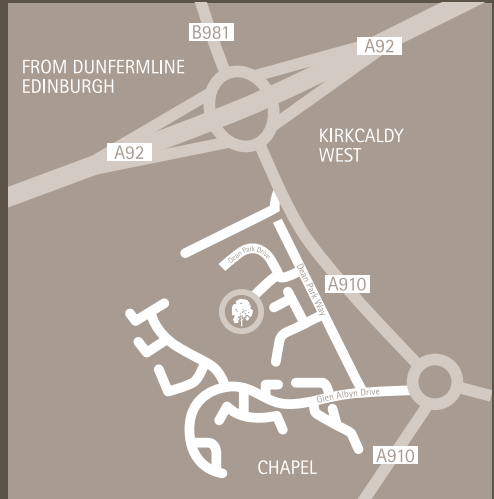 B981
A92
FROM DUNFERMLINE
EDINBURGH
KIRKCALDY
WEST
A92
Dean Park Drive
Dean Park Way
A910
Glen Albyn Drive
A910
CHAPEL